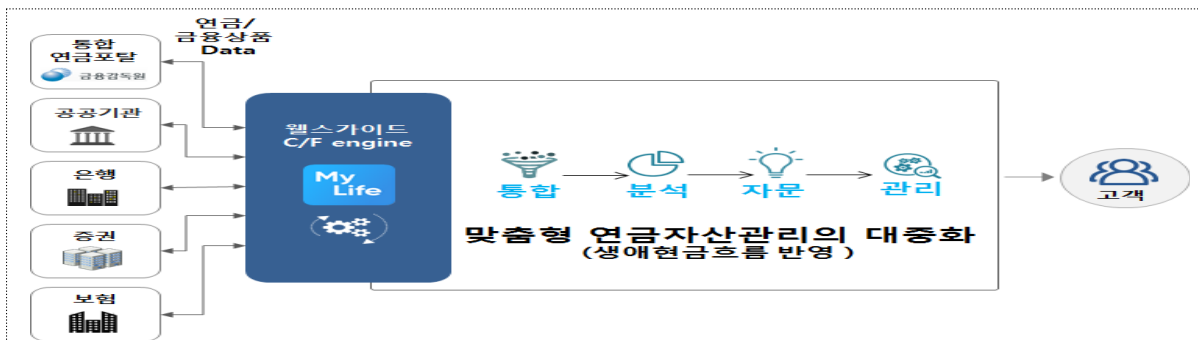 연금/
금융상품
Data
통합
연금포탈
금융감독원
공공기관
은행
증권
보험
웰스가이드
C/F engine
My
Life
통합
분석
자문
관리
맞춤형 연금자산관리의 대중화
(생애현금흐름 반영 )
고객